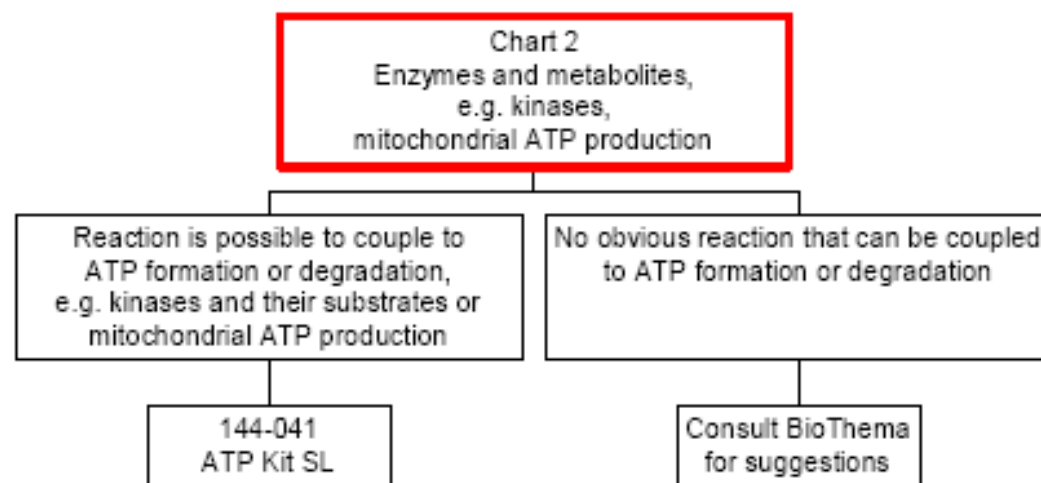 Chart 2
Enzymes and metabolites,
e.g. kinases,
mitochondrial ATP production
Reaction is possible to couple to
ATP formation or degradation,
e.g. kinases and their substrates or
mitochondrial ATP production
No obvious reaction that can be coupled
to ATP formation or degradation
144-041
ATP Kit SL
Consult BioThema
for suggestions